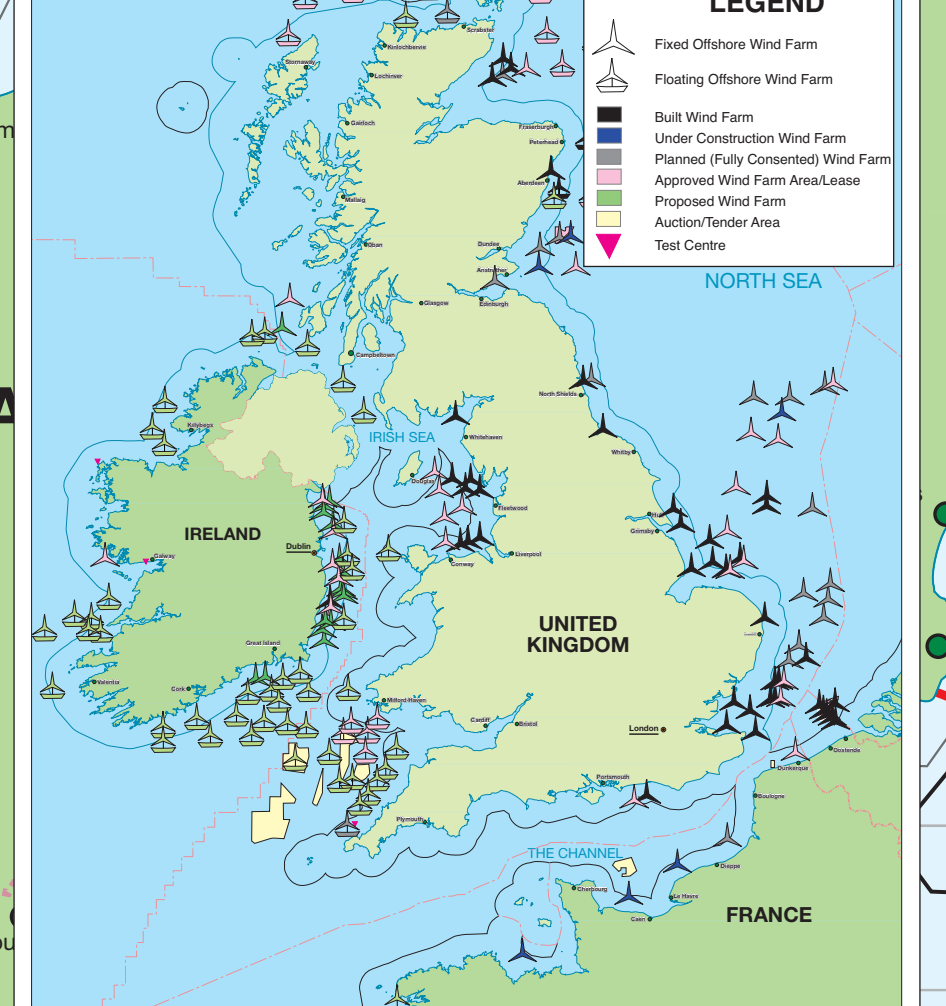 LEGEND
Fixed Offshore Wind Farm
Floating Offshore Wind Farm
Built Wind Farm
Under Construction Wind Farm
Planned (Fully Consented) Wind Farm
Approved Wind Farm Area/Lease
Proposed Wind Farm
Auction/Tender Area
Test Centre
Scrabster
Kinlochbervie
Stornaway
Lochinver
Gairloch
Fraserburgh
Peterhead
Aberdeen
Mallaig
Oban
Dundee
Anstruther
NORTH SEA
Glasgow
Edinburgh
Campbeltown
North Shields
Killybegs
IRISH SEA
Whitehaven
Whitby
Douglas
Fleetwood
Grimsby
IRELAND
Dublin
Galway
Liverpool
Conway
UNITED
KINGDOM
Great Island
Valentia
Cork
Milford Haven
Cardiff
Bristol
London
Oostende
Dunkerque
Portsmouth
Boulogne
Plymouth
THE CHANNEL
Dieppe
Cherbourg
Le Havre
Caen
FRANCE